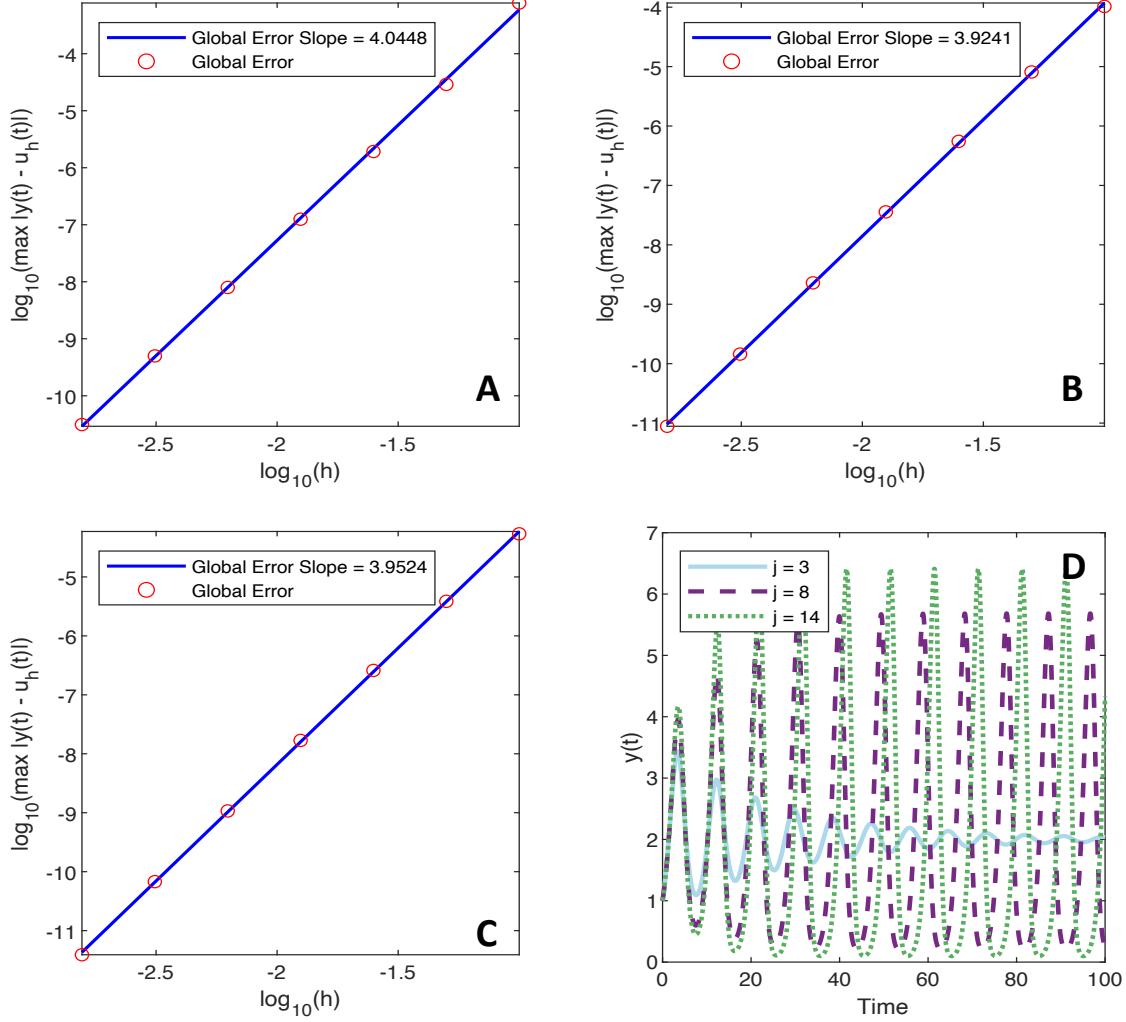 Global Error Slope = 4.0448
Global Error
-4
-5
-6
-7
-8
-9
-10
-2.5
-2
-1.5
log10(h)
log10(max |y(t) - uh(t)|)
A
Global Error Slope = 3.9241
Global Error
-4
-5
-6
-7
-8
-9
-10
-11
-2.5
-2
-1.5
log10(h)
log10(max |y(t) - uh(t)|)
B
Global Error Slope = 3.9524
Global Error
-5
-6
-7
-8
-9
-10
-11
-2.5
-2
-1.5
log10(h)
log10(max |y(t) - uh(t)|)
C
j = 3
j = 8
j = 14
7
6
5
4
3
2
1
0
0
20
40
60
80
100
Time
y(t)
D